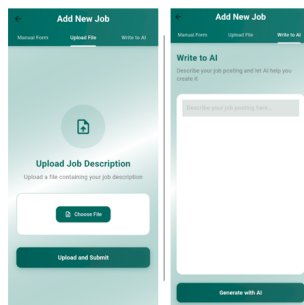 Add New Job
Manual Form
Upload File
Write to AI
Upload Job Description
Upload a file containing your job description
Choose File
Upload and Submit
Add New Job
Manual Form
Upload File
Write to AI
Write to AI
Describe your job posting and let AI help you
create it
Describe your job posting here...
Generate with AI